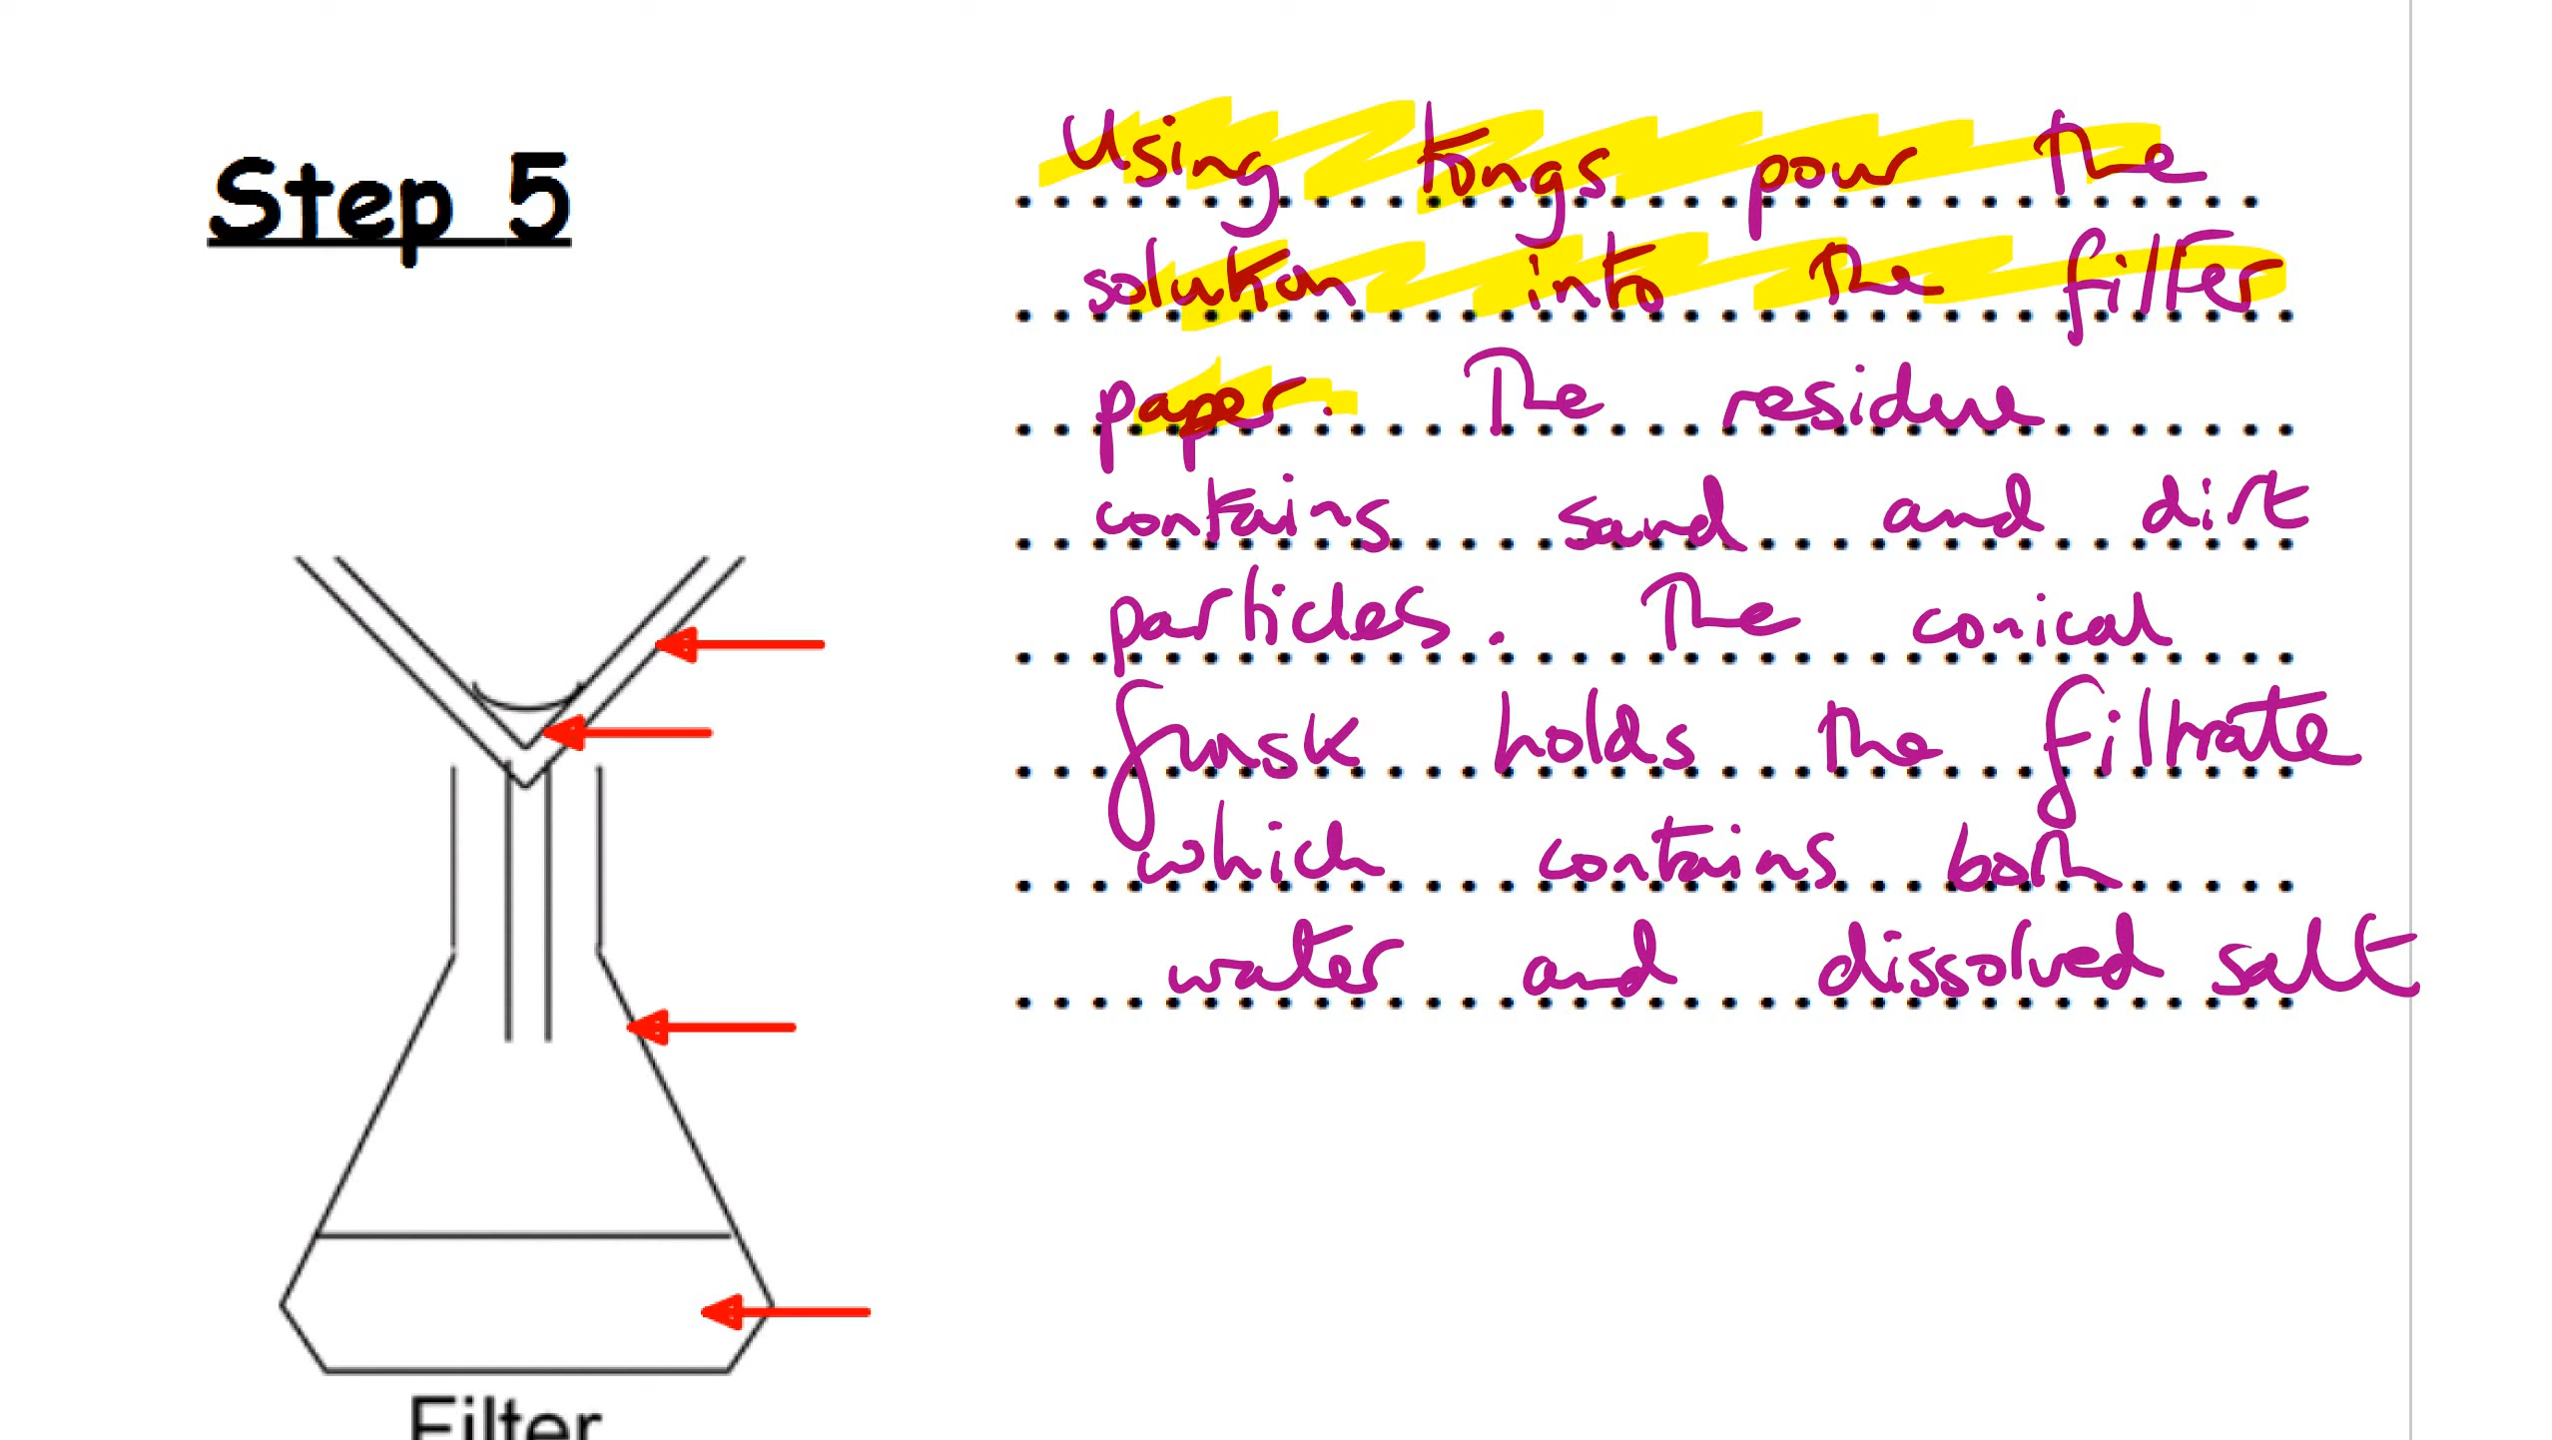 Step 5
Using tongs pour the
solution into the filter
paper. The residue
contains sand and dirt
particles. The conical
funsk holds the filtrate
which contains both
water and dissolved salt
Filter